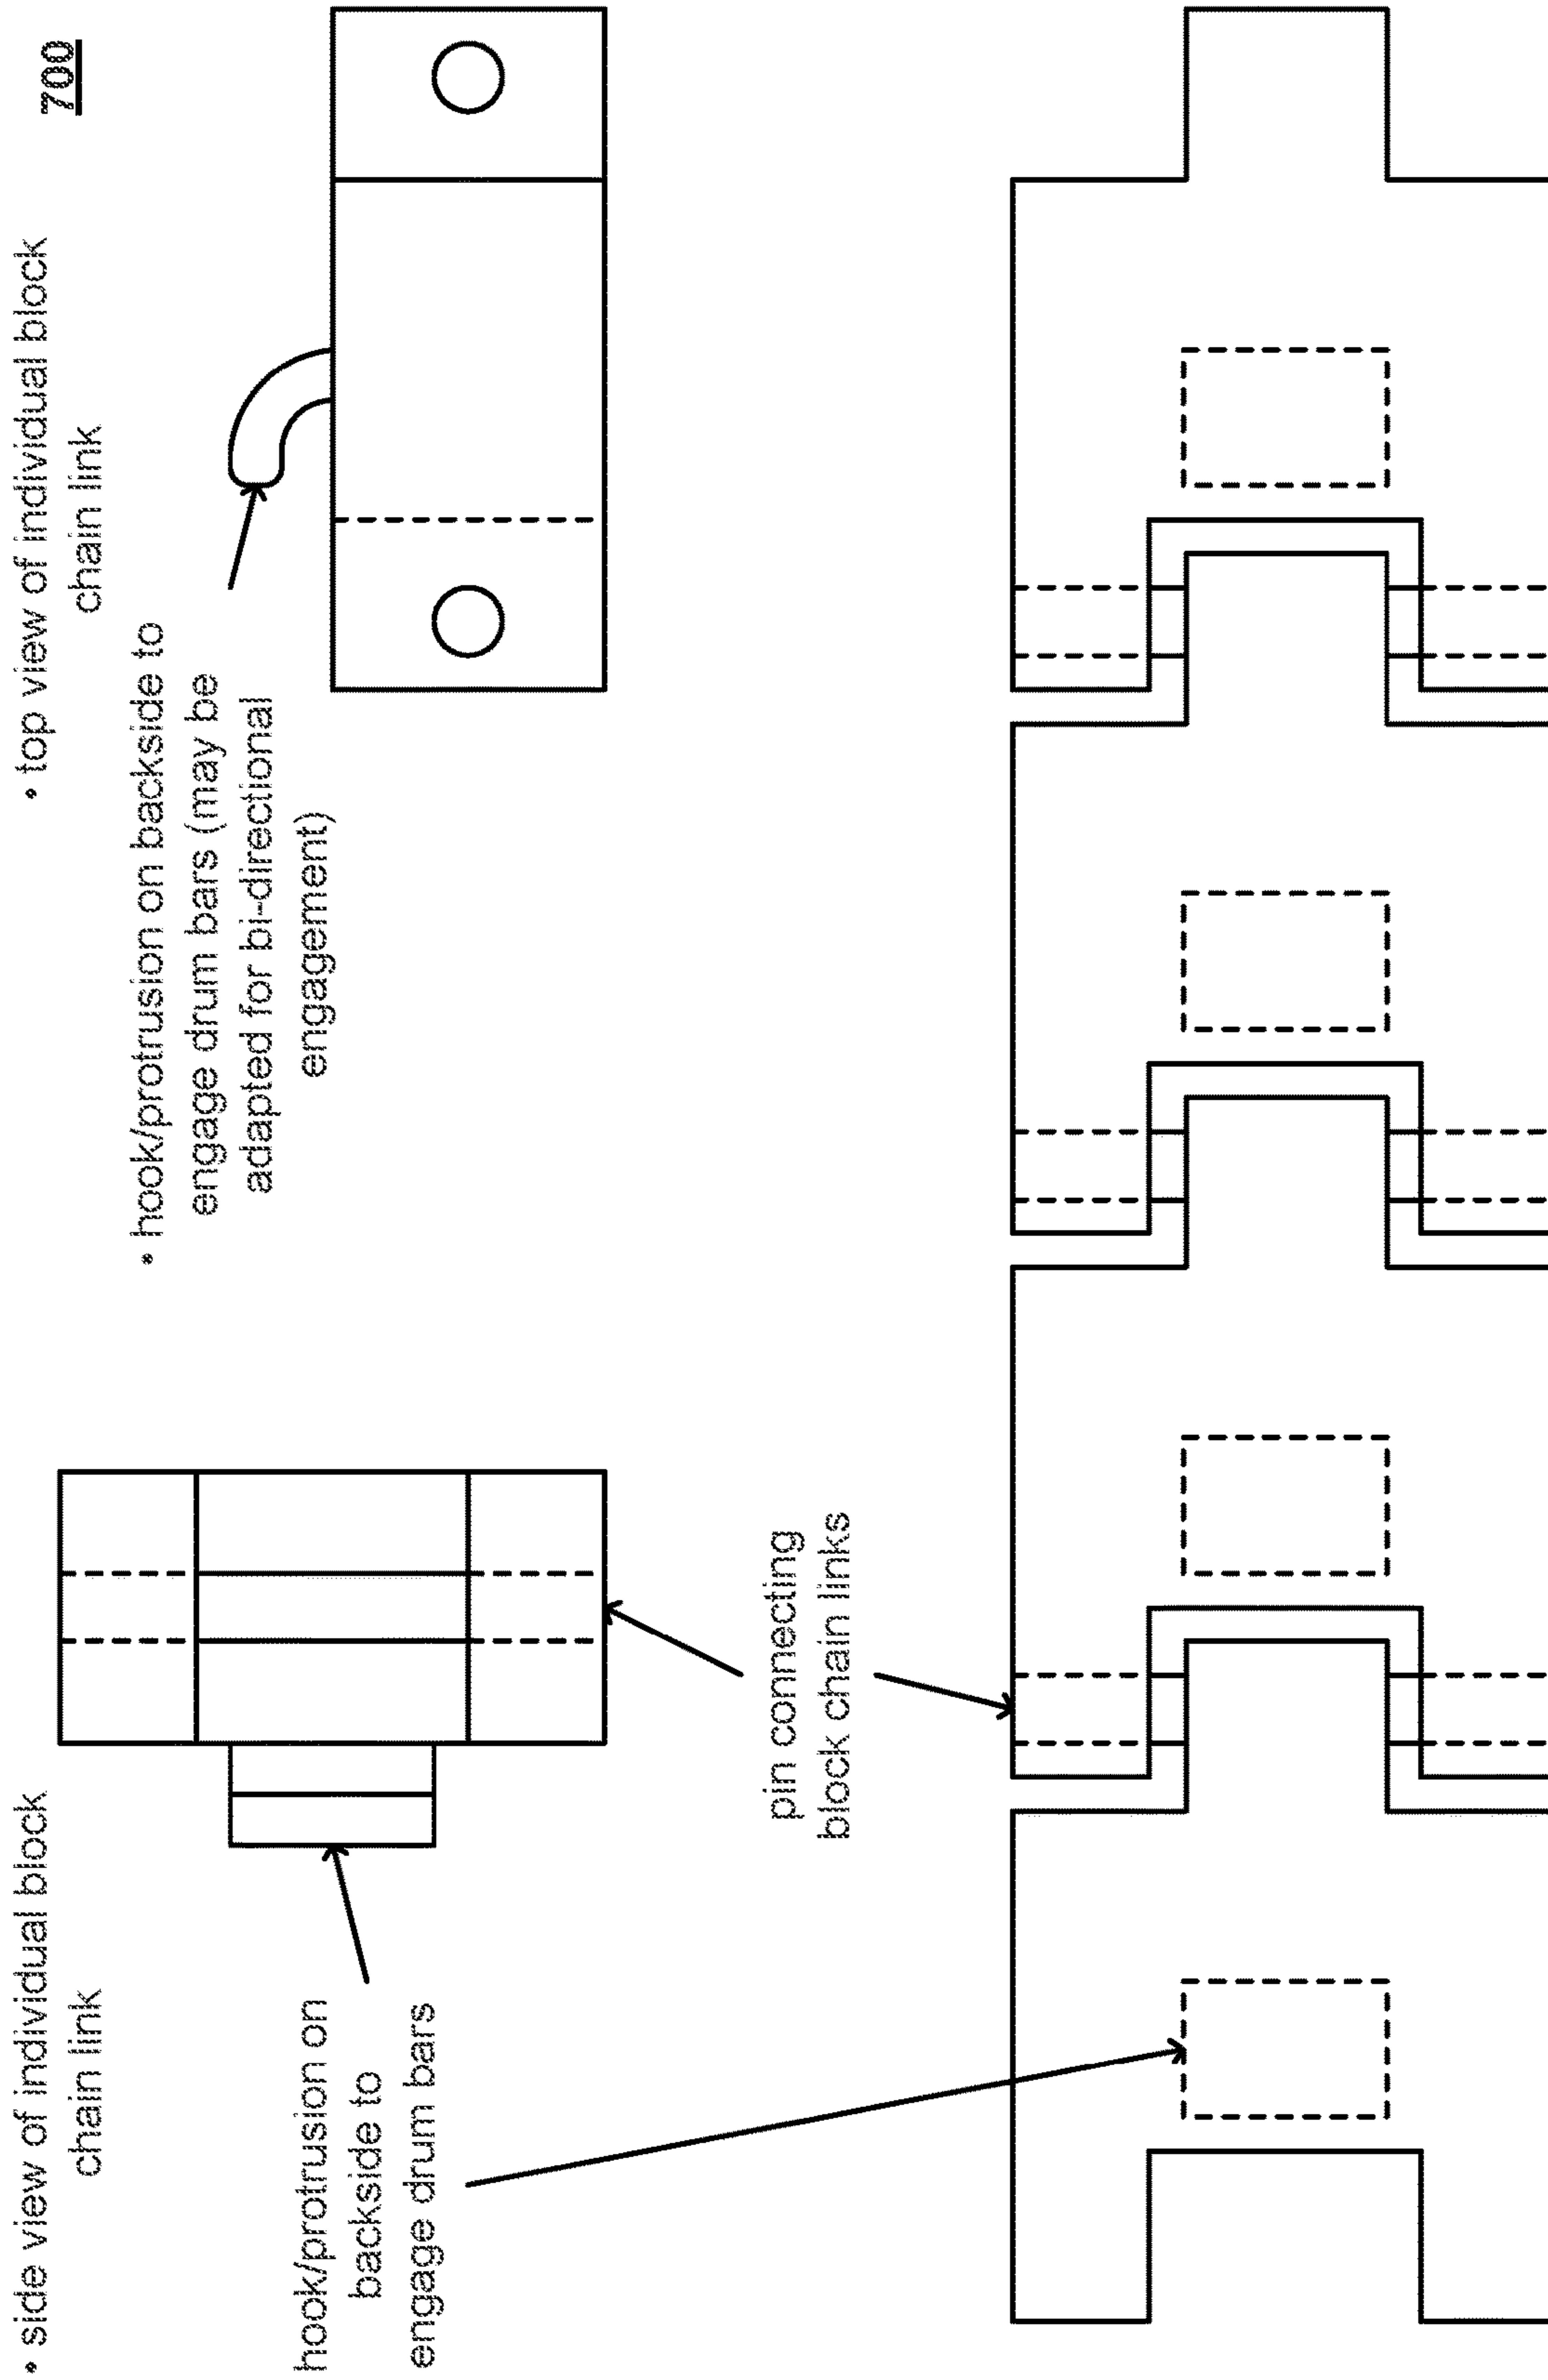 • side view of individual block
chain link
• top view of individual block
chain link
700
• hook/protrusion on backside to
engage drum bars (may be
adapted for bi-directional
engagement)
hook/protrusion on
backside to
engage drum bars
pin connecting
block chain links